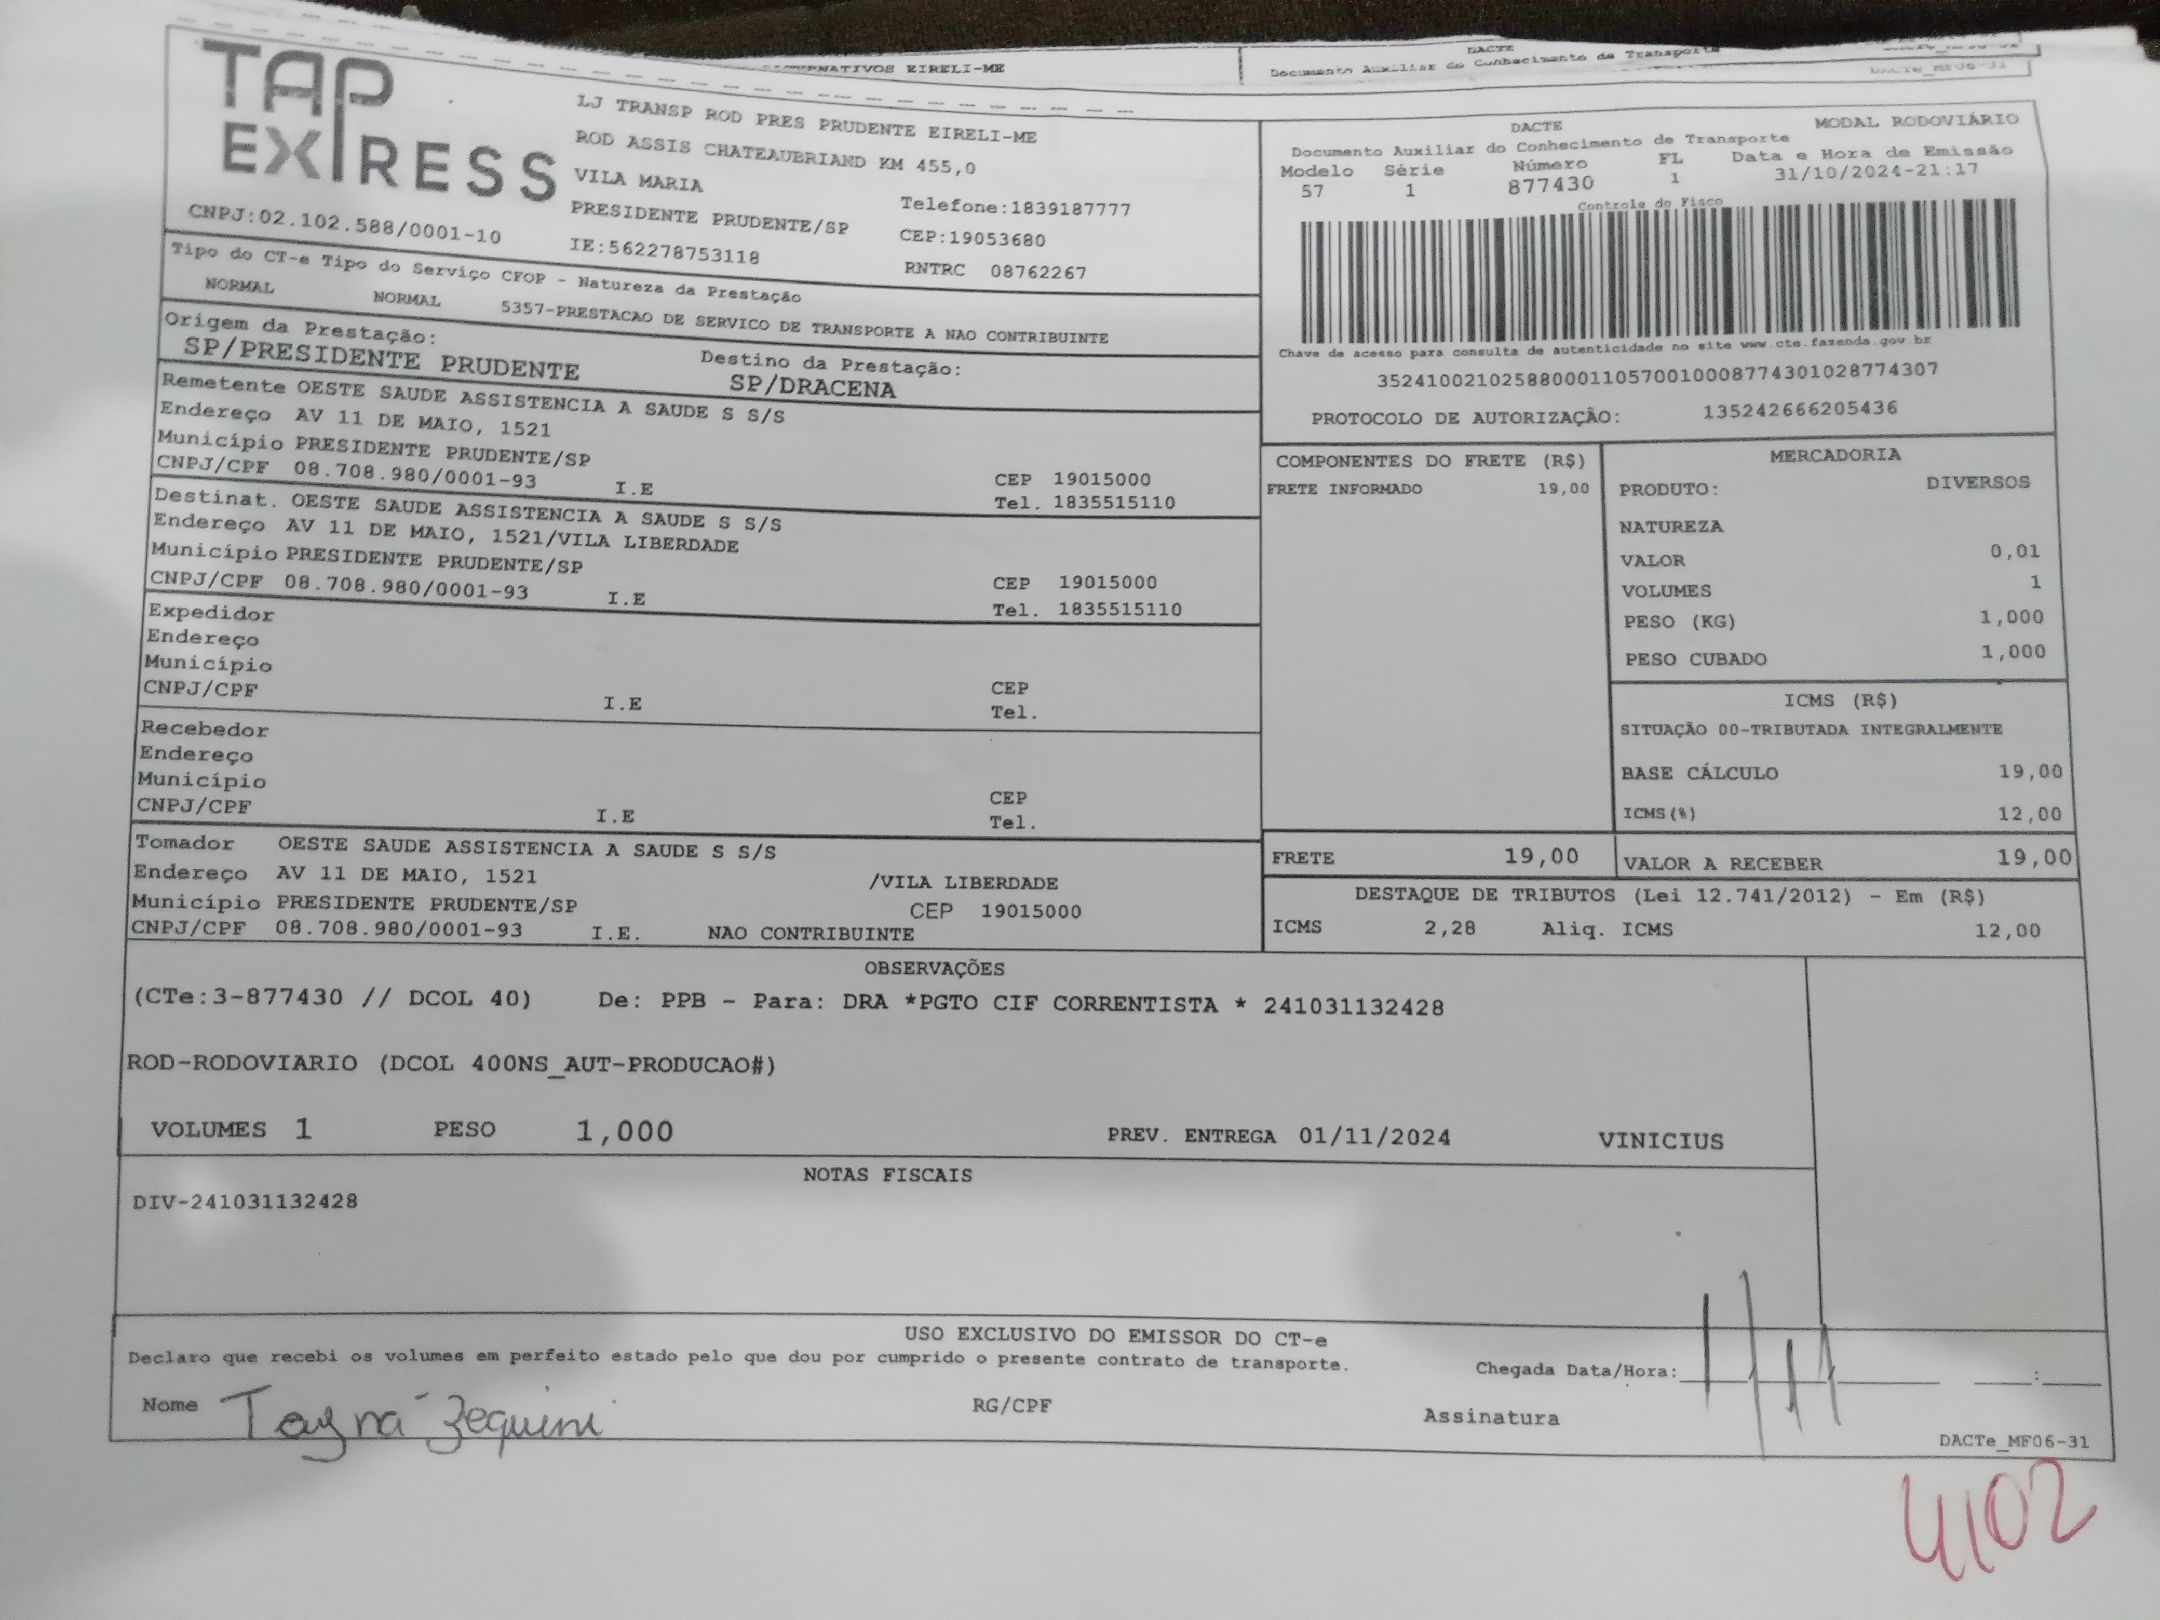 EIRELI-ME
DACTE
Documento Auxiliar do Conhecimento de Transporte
TAP
EXPRESS
LJ TRANSP ROD PRES PRUDENTE EIRELI-ME
ROD ASSIS CHATEAUBRIAND KM 455,0
VILA MARIA
Telefone:1839187777
PRESIDENTE PRUDENTE/SP
CEP:19053680
CNPJ:02.102.588/0001-10
IE:562278753118
RNTRC 08762267
DACTE MODAL RODOVIÁRIO
Documento Auxiliar do Conhecimento de Transporte
Modelo Série Número FL Data e Hora de Emissão
57 1 877430 1 31/10/2024-21:17
Controle do Fisco
Chave de acesso para consulta de autenticidade no site www.cte.fazenda.gov.br
35241002102588000110570010008774301028774307
PROTOCOLO DE AUTORIZAÇÃO: 135242666205436
Tipo do CT-e Tipo do Serviço CFOP - Natureza da Prestação
NORMAL NORMAL 5357-PRESTACAO DE SERVICO DE TRANSPORTE A NAO CONTRIBUINTE
Origem da Prestação: Destino da Prestação:
SP/PRESIDENTE PRUDENTE SP/DRACENA
Remetente OESTE SAUDE ASSISTENCIA A SAUDE S S/S
Endereço AV 11 DE MAIO, 1521
Município PRESIDENTE PRUDENTE/SP CEP 19015000
CNPJ/CPF 08.708.980/0001-93 I.E Tel. 1835515110
Destinat. OESTE SAUDE ASSISTENCIA A SAUDE S S/S
Endereço AV 11 DE MAIO, 1521/VILA LIBERDADE
Município PRESIDENTE PRUDENTE/SP CEP 19015000
CNPJ/CPF 08.708.980/0001-93 I.E Tel. 1835515110
Expedidor
Endereço
Município CEP
CNPJ/CPF I.E Tel.
Recebedor
Endereço
Município CEP
CNPJ/CPF I.E Tel.
Tomador OESTE SAUDE ASSISTENCIA A SAUDE S S/S
Endereço AV 11 DE MAIO, 1521 /VILA LIBERDADE
Município PRESIDENTE PRUDENTE/SP CEP 19015000
CNPJ/CPF 08.708.980/0001-93 I.E. NAO CONTRIBUINTE
COMPONENTES DO FRETE (R$)
FRETE INFORMADO 19,00
MERCADORIA
PRODUTO: DIVERSOS
NATUREZA
VALOR 0,01
VOLUMES 1
PESO (KG) 1,000
PESO CUBADO 1,000
ICMS (R$)
SITUAÇÃO 00-TRIBUTADA INTEGRALMENTE
BASE CÁLCULO 19,00
ICMS(%) 12,00
FRETE 19,00 VALOR A RECEBER 19,00
DESTAQUE DE TRIBUTOS (Lei 12.741/2012) - Em (R$)
ICMS 2,28 Aliq. ICMS 12,00
OBSERVAÇÕES
(CTe:3-877430 // DCOL 40) De: PPB - Para: DRA *PGTO CIF CORRENTISTA * 241031132428
ROD-RODOVIARIO (DCOL 400NS_AUT-PRODUCAO#)
VOLUMES 1 PESO 1,000 PREV. ENTREGA 01/11/2024 VINICIUS
NOTAS FISCAIS
DIV-241031132428
USO EXCLUSIVO DO EMISSOR DO CT-e
Declaro que recebi os volumes em perfeito estado pelo que dou por cumprido o presente contrato de transporte. Chegada Data/Hora: 1/11 :
Nome Tayná Zequini RG/CPF Assinatura
DACTe_MF06-31
4102